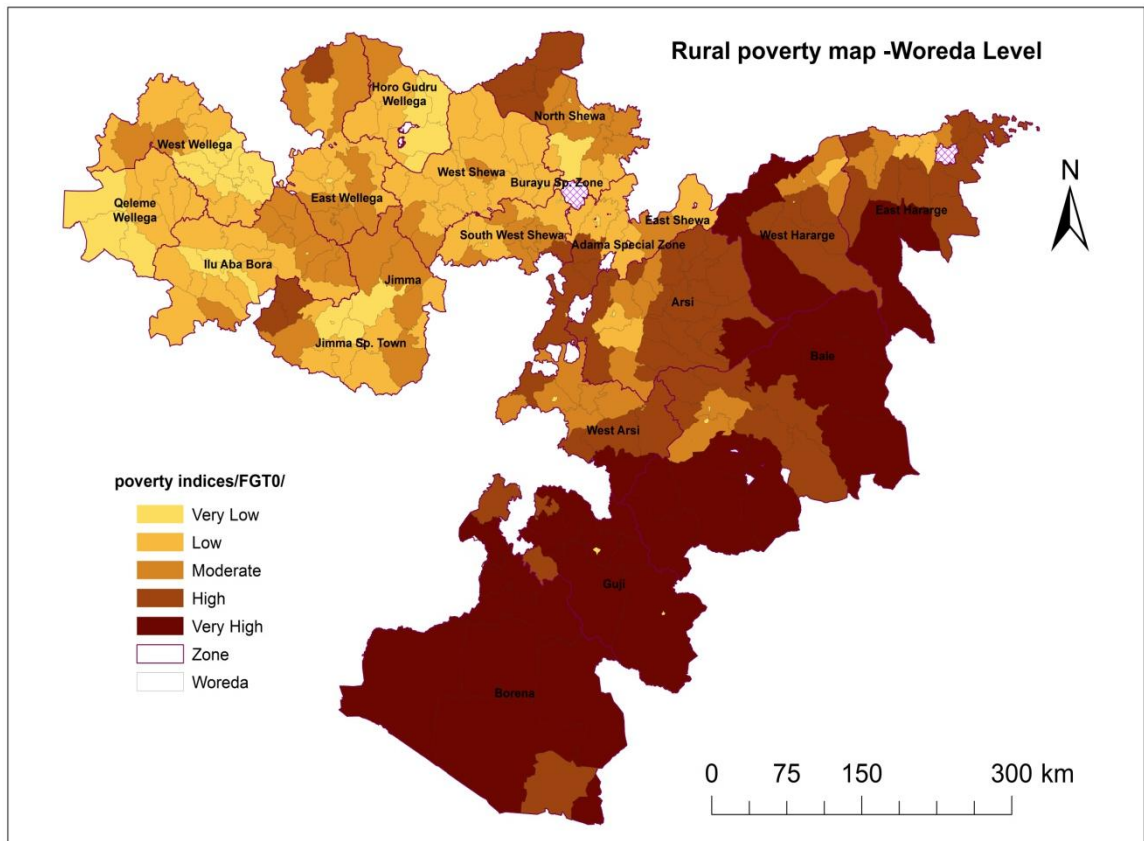 Rural poverty map -Woreda Level
Horo Gudru
Wellega
North Shewa
West Wellega
West Shewa
Burayu Sp. Zone
Qeleme
Wellega
East Wellega
South West Shewa
East Shewa
Adama Special Zone
West Hararge
East Hararge
Ilu Aba Bora
Jimma
Arsi
Jimma Sp. Town
Bale
West Arsi
Guji
Borena
N
poverty indices/FGT0/
Very Low
Low
Moderate
High
Very High
Zone
Woreda
0 75 150 300 km